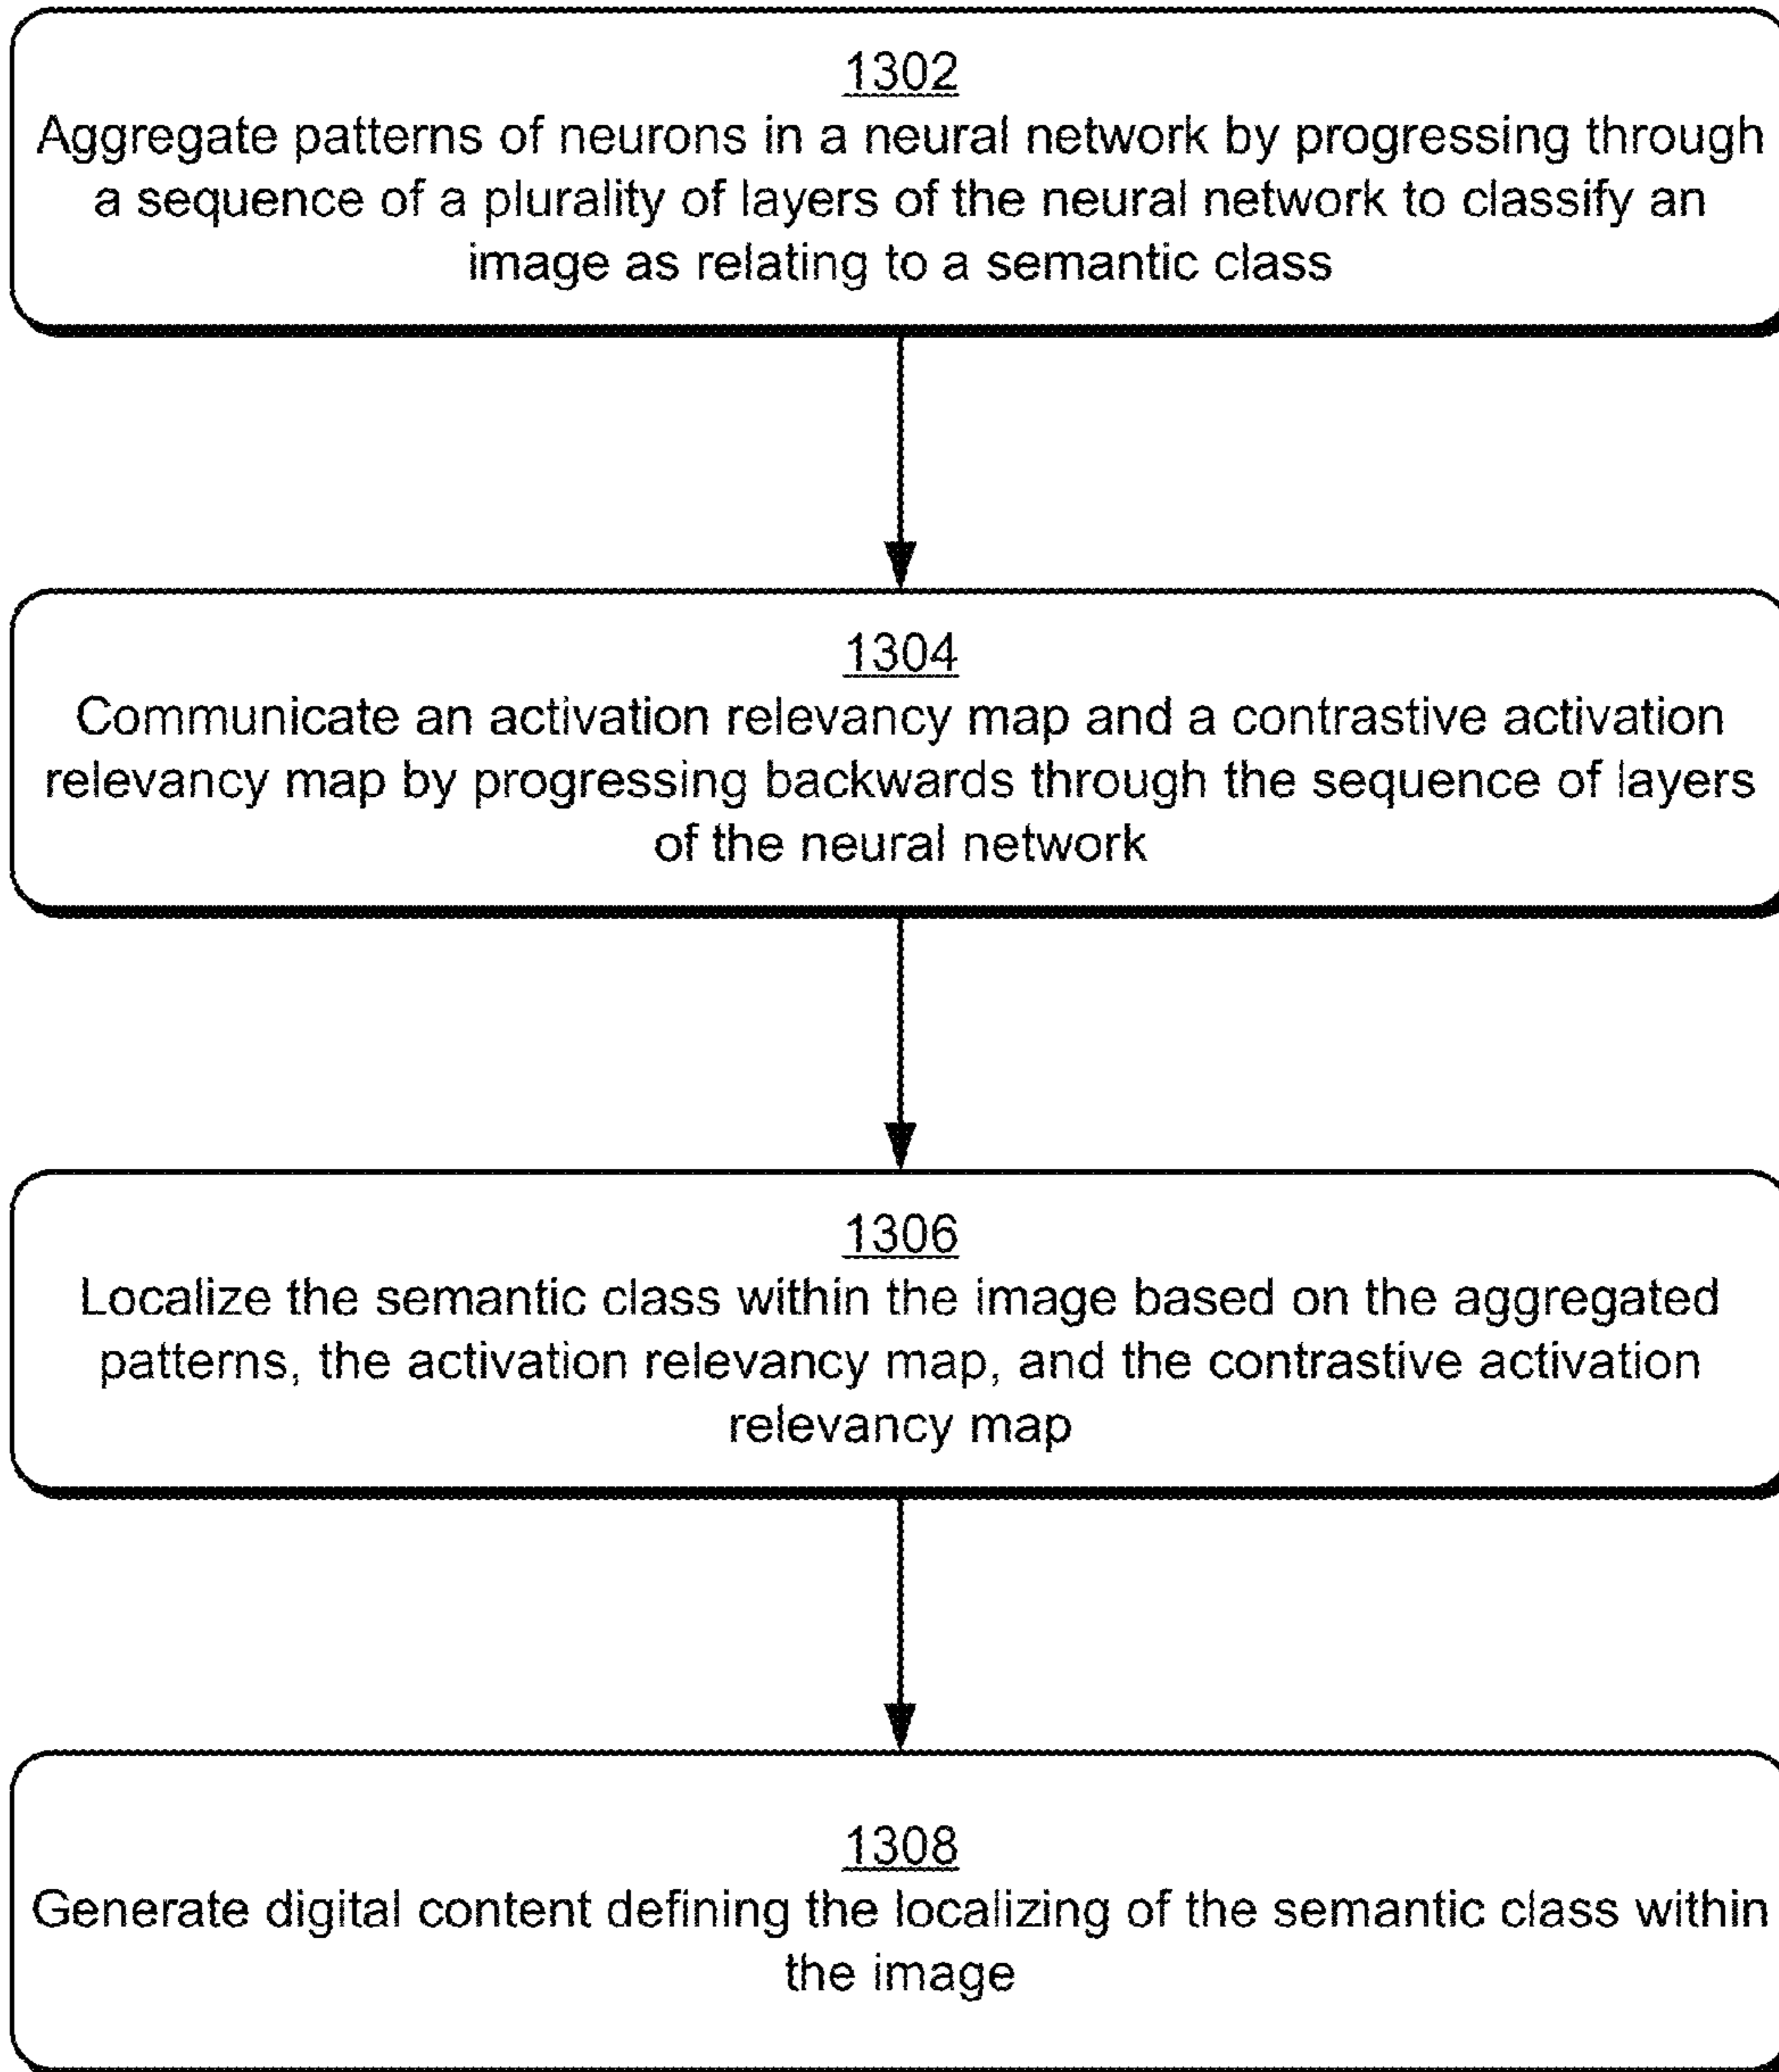 1302
Aggregate patterns of neurons in a neural network by progressing through
a sequence of a plurality of layers of the neural network to classify an
image as relating to a semantic class
1304
Communicate an activation relevancy map and a contrastive activation
relevancy map by progressing backwards through the sequence of layers
of the neural network
1306
Localize the semantic class within the image based on the aggregated
patterns, the activation relevancy map, and the contrastive activation
relevancy map
1308
Generate digital content defining the localizing of the semantic class within
the image